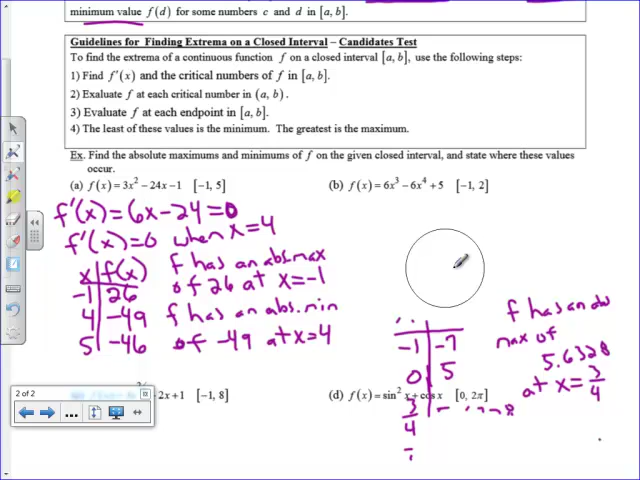 minimum value f(d) for some numbers c and d in [a, b].
Guidelines for Finding Extrema on a Closed Interval – Candidates Test
To find the extrema of a continuous function f on a closed interval [a, b], use the following steps:
1) Find f'(x) and the critical numbers of f in [a, b].
2) Evaluate f at each critical number in (a, b).
3) Evaluate f at each endpoint in [a, b].
4) The least of these values is the minimum. The greatest is the maximum.
Ex. Find the absolute maximums and minimums of f on the given closed interval, and state where these values
occur.
(a) f(x) = 3x² − 24x − 1 [−1, 5]
f'(x) = 6x − 24 = 0
f'(x) = 0 when x = 4
x f(x)
-1 26
4 -49
5 -46
f has an abs. max
of 26 at x = -1
f has an abs. min
of -49 at x = 4
(b) f(x) = 6x³ − 6x⁴ + 5 [−1, 2]
-1 -7
0 5
3/4
f has an
max of
5.6328
at x = 3/4
2 of 2
− 2x + 1 [−1, 8]
(d) f(x) = sin² x + cos x [0, 2π]